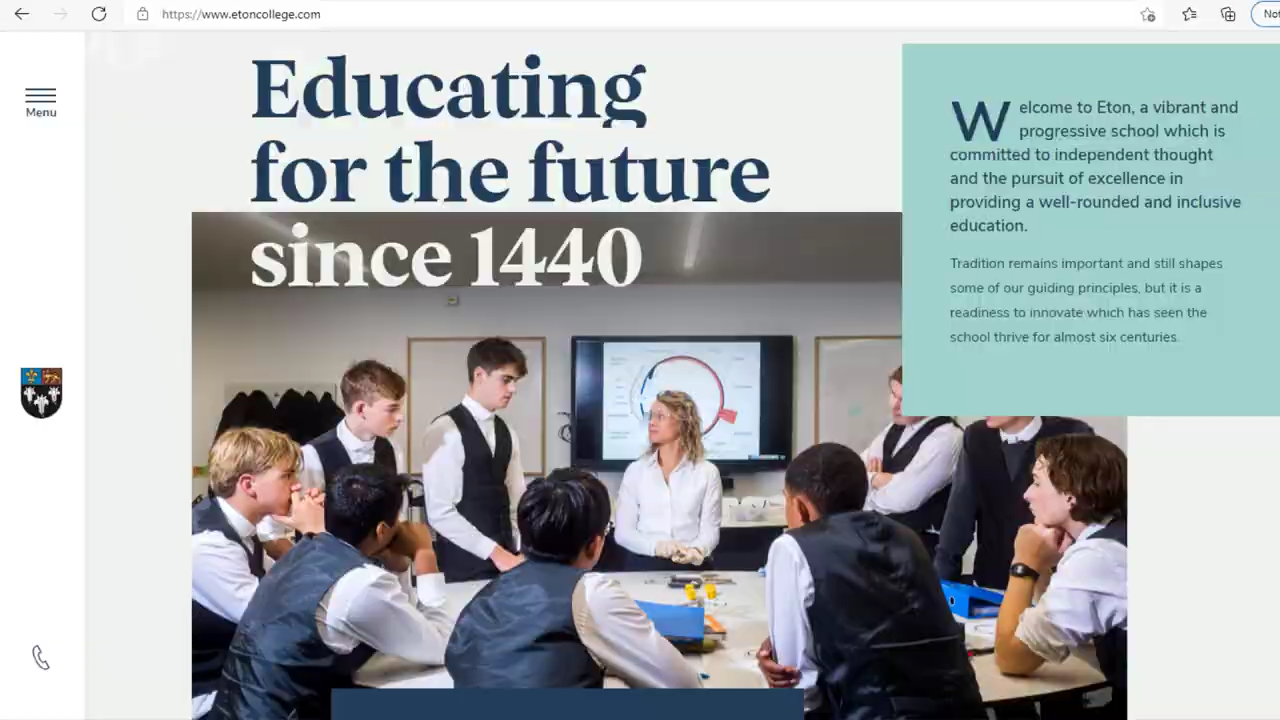 https://www.etoncollege.com
Not
Menu
Educating
for the future
since 1440
Welcome to Eton, a vibrant and
progressive school which is
committed to independent thought
and the pursuit of excellence in
providing a well-rounded and inclusive
education.
Tradition remains important and still shapes
some of our guiding principles, but it is a
readiness to innovate which has seen the
school thrive for almost six centuries.